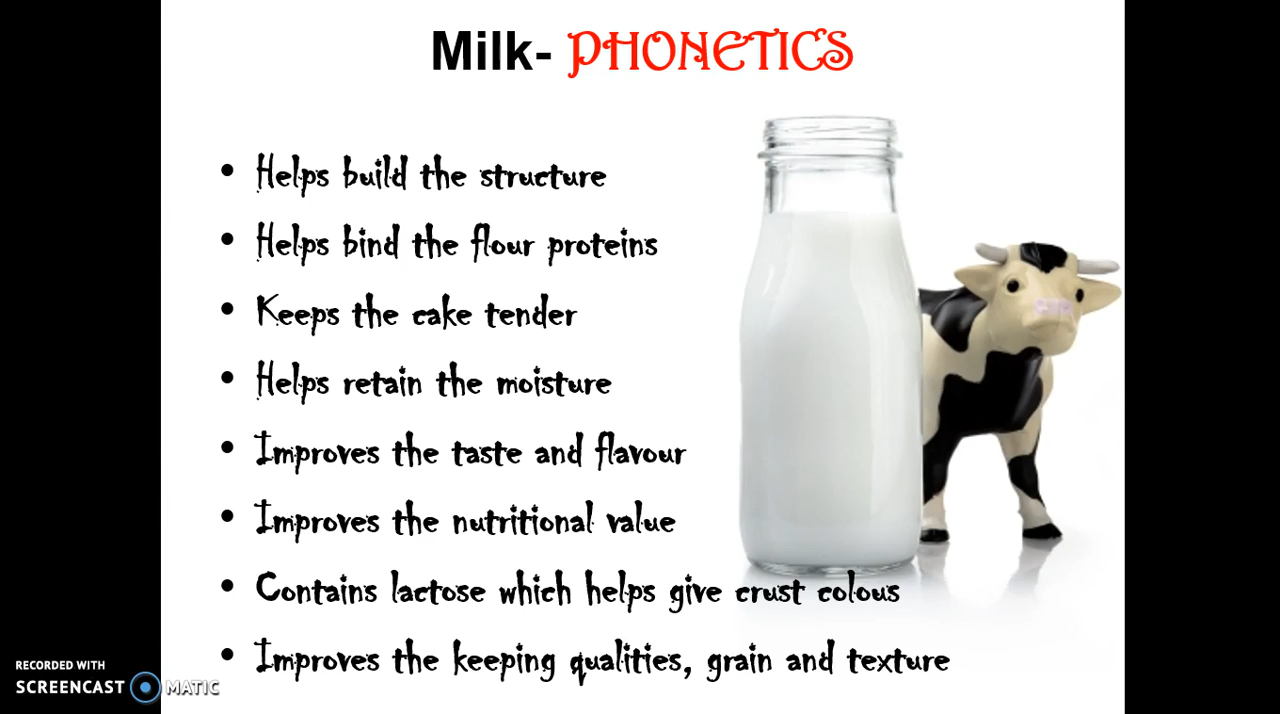 Milk- PHONETICS
• Helps build the structure
• Helps bind the flour proteins
• Keeps the cake tender
• Helps retain the moisture
• Improves the taste and flavour
• Improves the nutritional value
• Contains lactose which helps give crust colous
• Improves the keeping qualities, grain and texture
RECORDED WITH
SCREENCAST MATIC